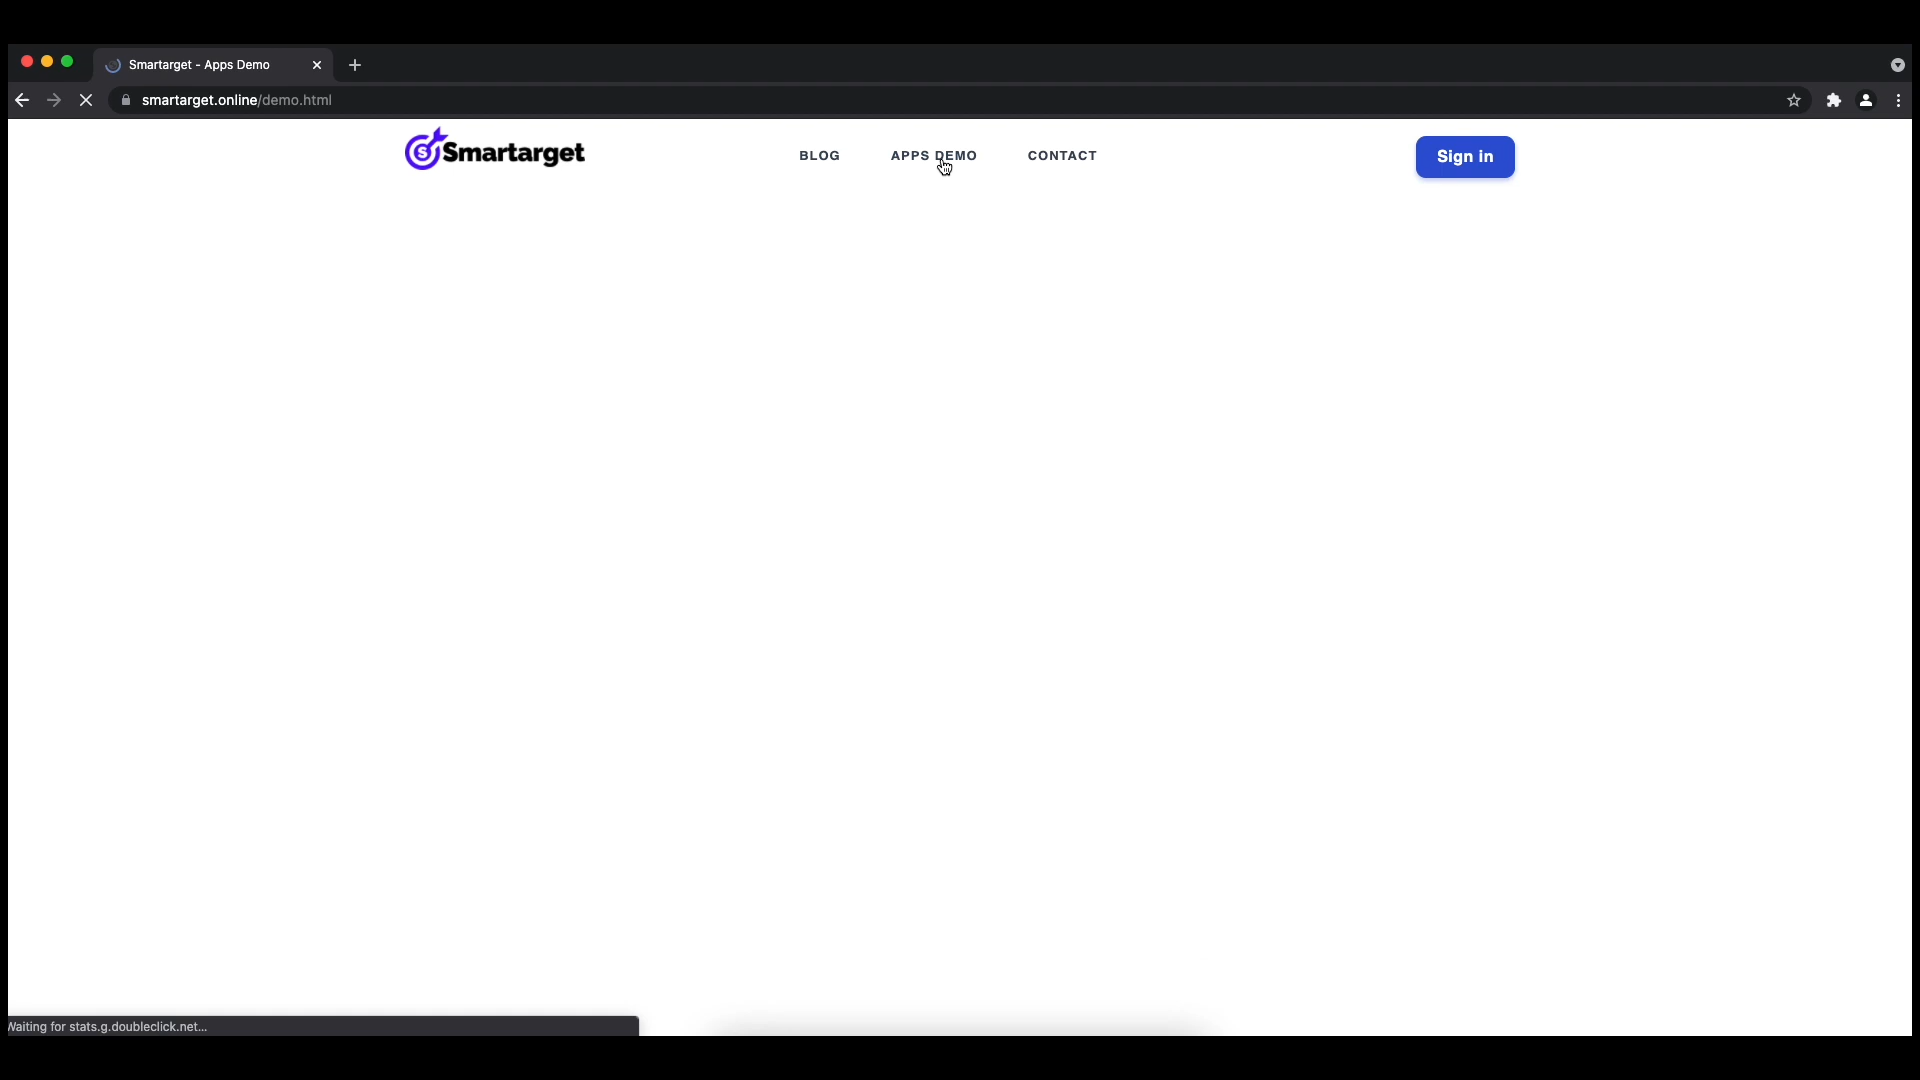 Smartarget - Apps Demo
smartarget.online/demo.html
Smartarget
BLOG
APPS DEMO
CONTACT
Sign in
Waiting for stats.g.doubleclick.net...